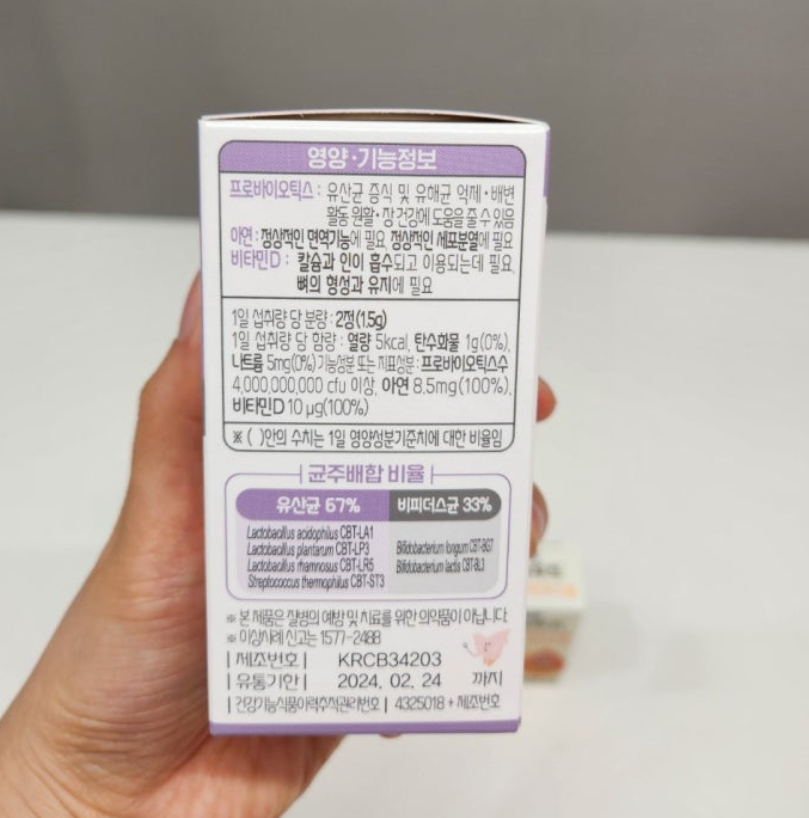 영양·기능정보
프로바이오틱스 : 유산균 증식 및 유해균 억제·배변
활동 원활·장 건강에 도움을 줄 수 있음
아연 : 정상적인 면역기능에 필요, 정상적인 세포분열에 필요
비타민D : 칼슘과 인이 흡수되고 이용되는데 필요,
뼈의 형성과 유지에 필요
1일 섭취량 당 분량 : 2정(1.5g)
1일 섭취량 당 함량 : 열량 5kcal, 탄수화물 1g(0%),
나트륨 5mg(0%) 기능성분 또는 지표성분 : 프로바이오틱스수
4,000,000,000 cfu 이상, 아연 8.5mg(100%),
비타민D 10 μg(100%)
※ ( )안의 수치는 1일 영양성분기준치에 대한 비율임
균주배합 비율
유산균 67% 비피더스균 33%
Lactobacillus acidophilus CBT-LA1
Lactobacillus plantarum CBT-LP3
Lactobacillus rhamnosus CBT-LR5
Streptococcus thermophilus CBT-ST3
Bifidobacterium longum CBT-BG7
Bifidobacterium lactis CBT-BL3
※ 본 제품은 질병의 예방 및 치료를 위한 의약품이 아닙니다.
※ 이상사례 신고는 1577-2488
| 제조번호 | KRCB34203
| 유통기한 | 2024. 02. 24 까지
| 건강기능식품이력추적관리번호 | 4325018 + 제조번호